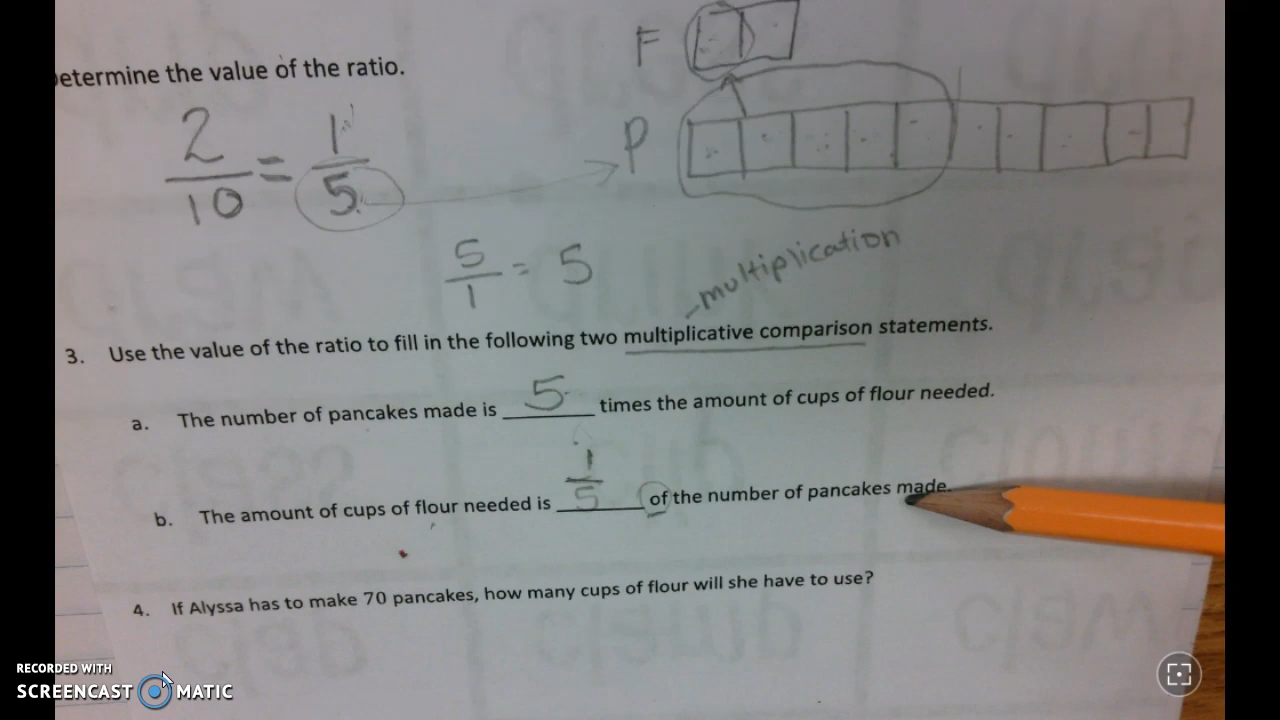 F
etermine the value of the ratio.
2/10 = 1/5
P
5/1 = 5
multiplication
3. Use the value of the ratio to fill in the following two multiplicative comparison statements.
a. The number of pancakes made is 5 times the amount of cups of flour needed.
b. The amount of cups of flour needed is 1/5 of the number of pancakes made.
4. If Alyssa has to make 70 pancakes, how many cups of flour will she have to use?
RECORDED WITH
SCREENCAST MATIC